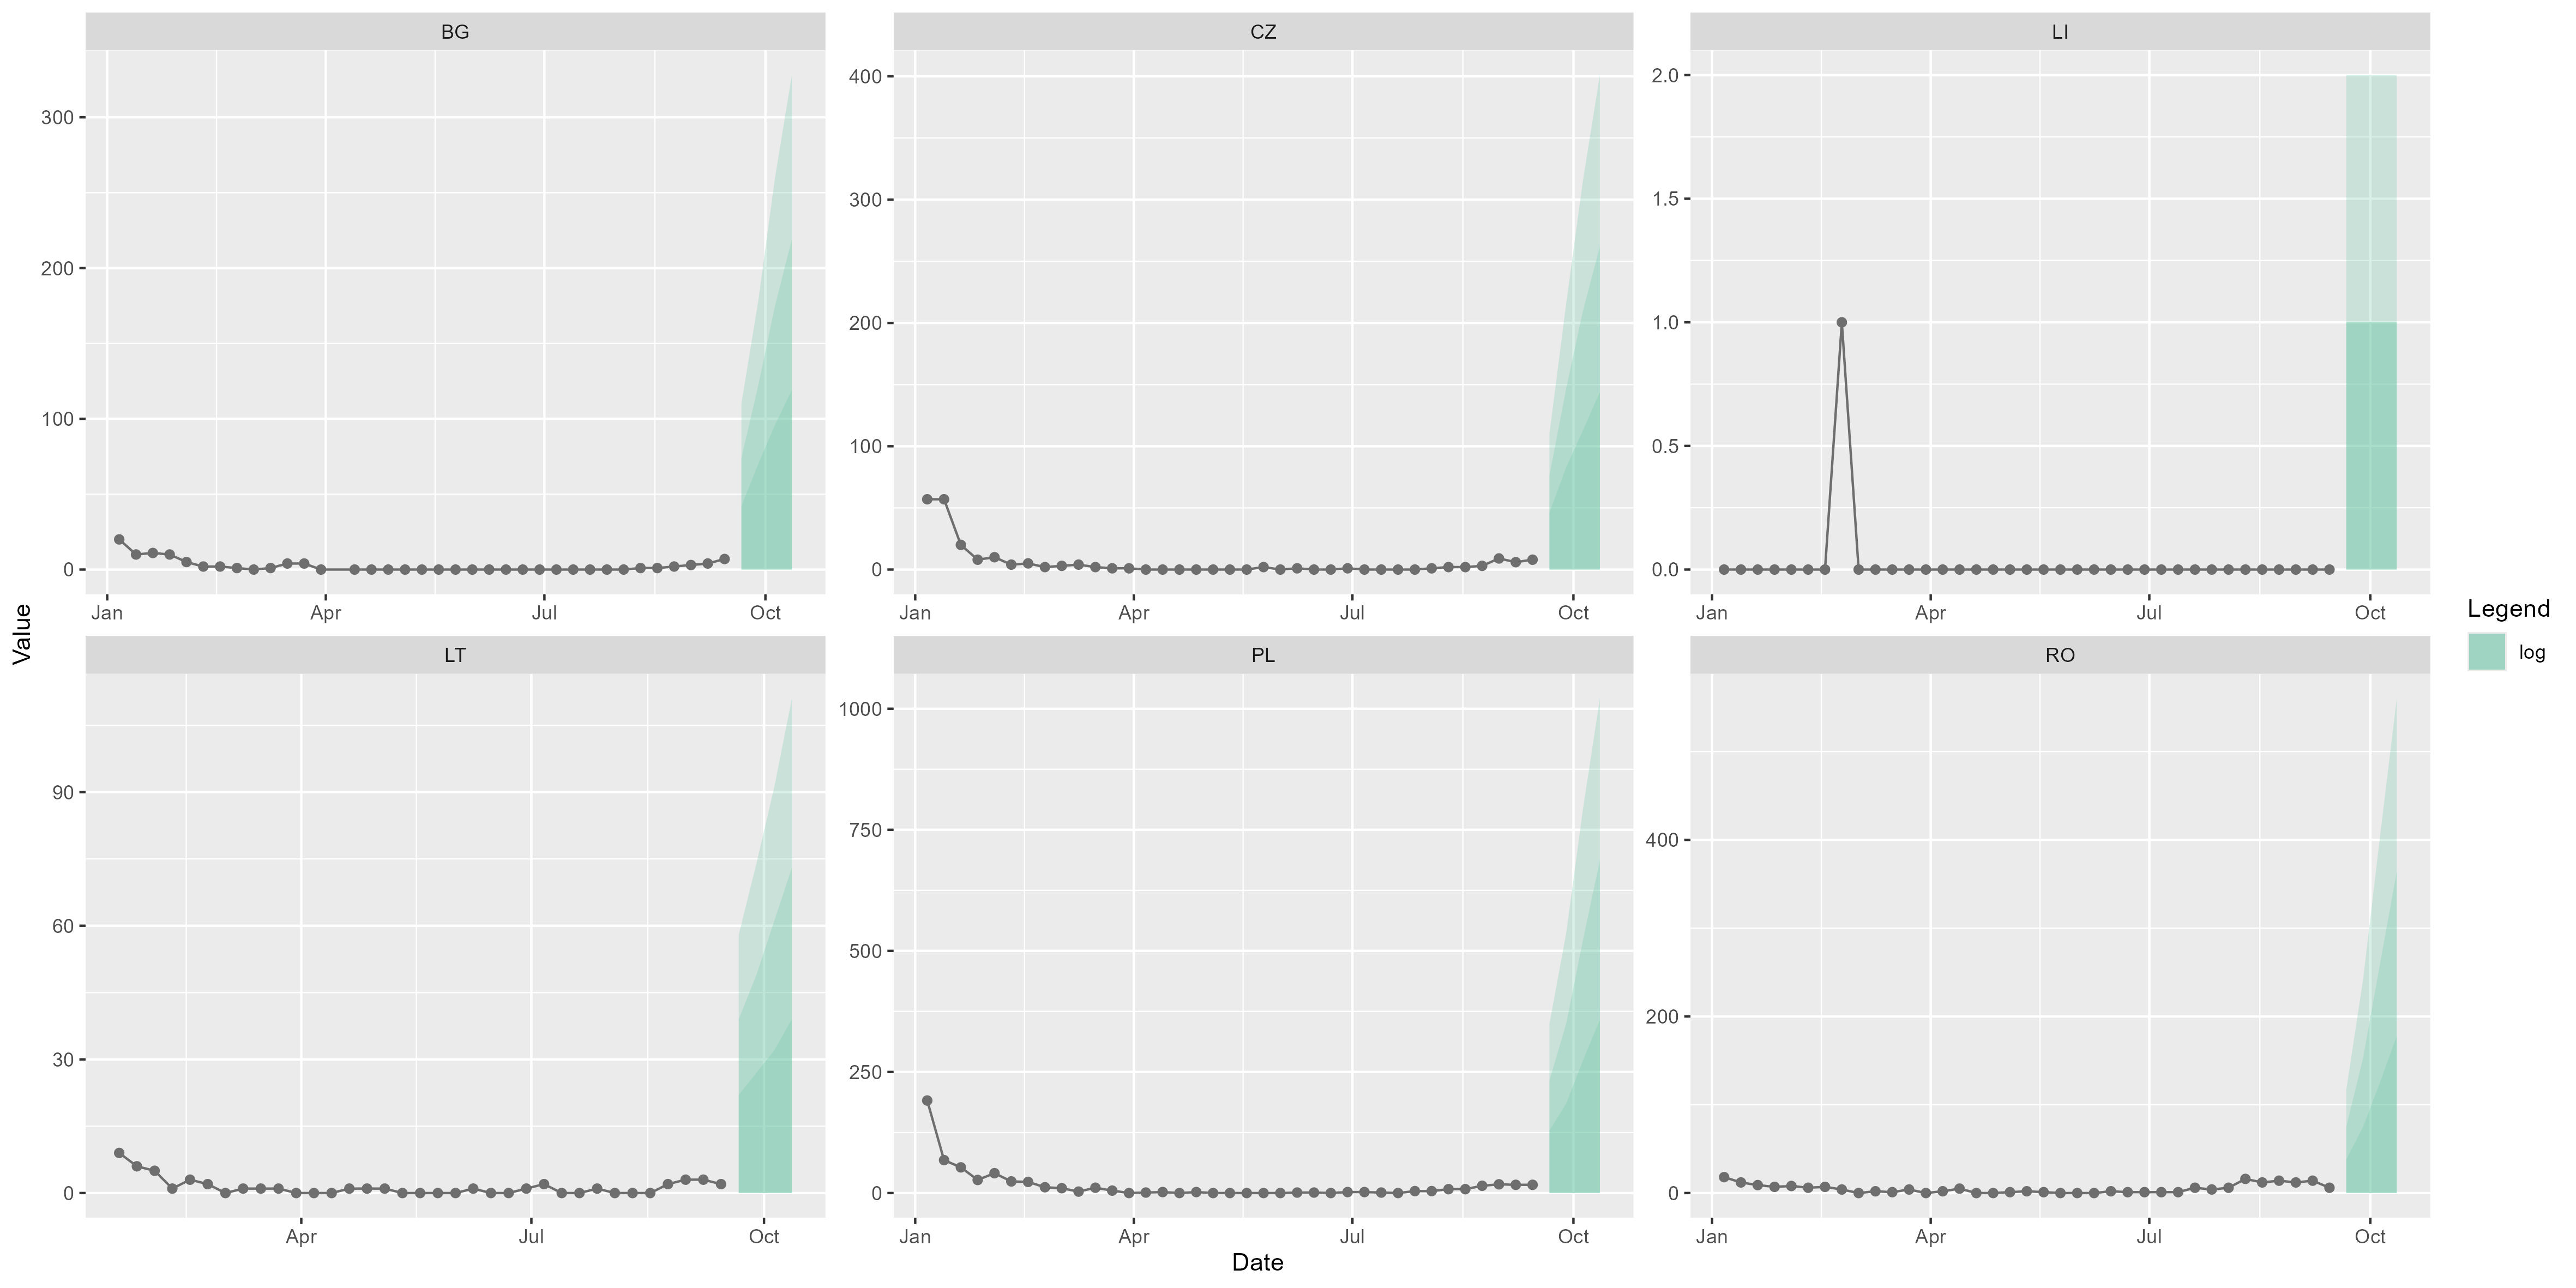 BG
CZ
LI
300
200
100
0
400
300
200
100
0
2.0
1.5
1.0
0.5
0.0
Jan Apr Jul Oct
Jan Apr Jul Oct
Jan Apr Jul Oct
LT
PL
RO
90
60
30
0
1000
750
500
250
0
400
200
0
Apr Jul Oct
Jan Apr Jul Oct
Jan Apr Jul Oct
Value
Date
Legend
log